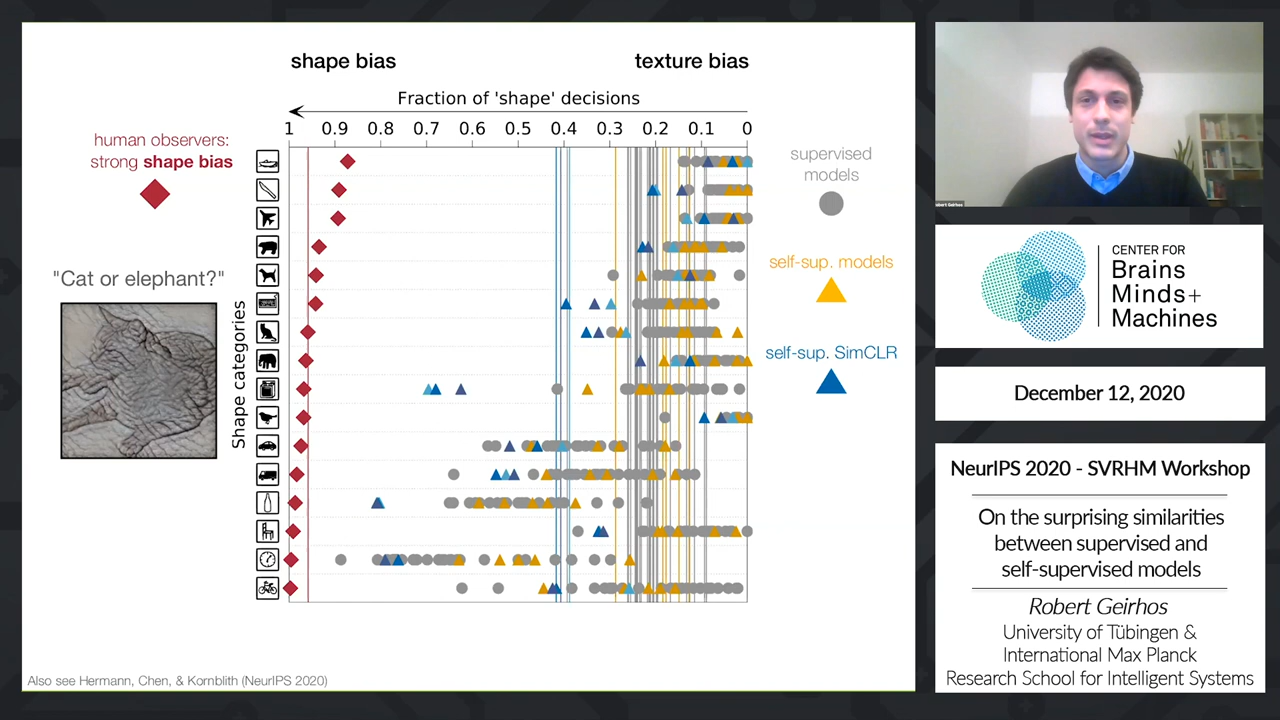 shape bias
texture bias
Fraction of 'shape' decisions
1 0.9 0.8 0.7 0.6 0.5 0.4 0.3 0.2 0.1 0
human observers:
strong shape bias
"Cat or elephant?"
Shape categories
supervised
models
self-sup. models
self-sup. SimCLR
Also see Hermann, Chen, & Kornblith (NeurIPS 2020)
Robert Geirhos
CENTER FOR
Brains
Minds+
Machines
December 12, 2020
NeurIPS 2020 - SVRHM Workshop
On the surprising similarities
between supervised and
self-supervised models
Robert Geirhos
University of Tübingen &
International Max Planck
Research School for Intelligent Systems